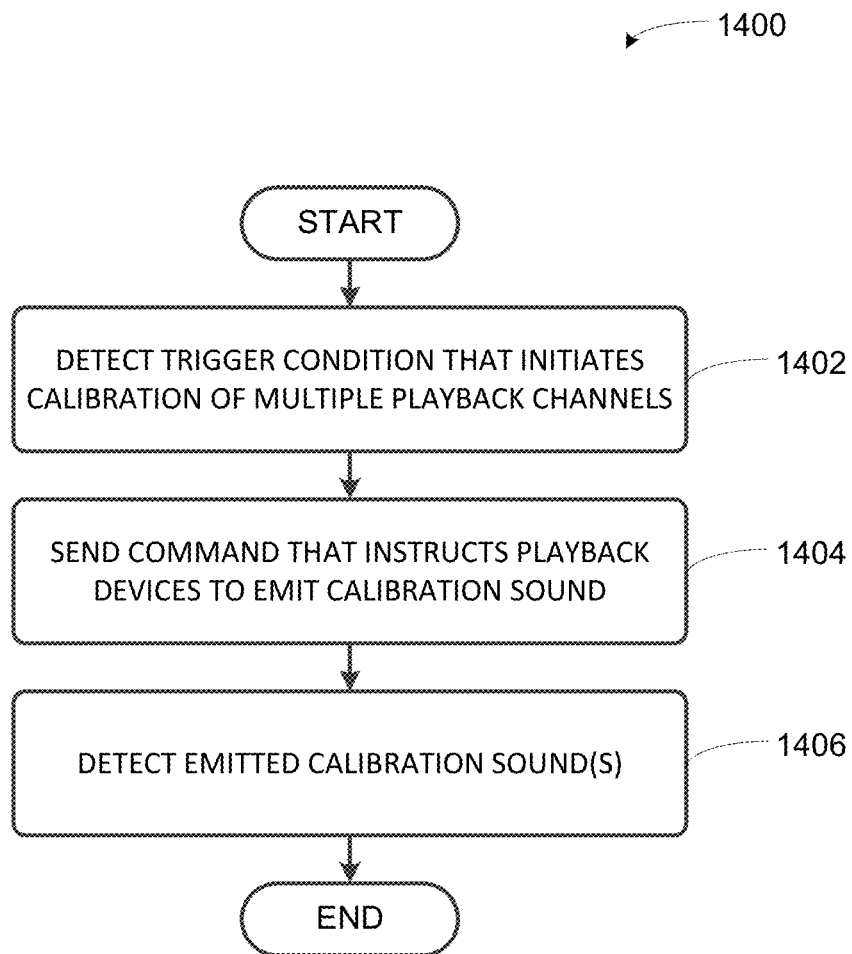 1400
START
DETECT TRIGGER CONDITION THAT INITIATES
CALIBRATION OF MULTIPLE PLAYBACK CHANNELS
1402
SEND COMMAND THAT INSTRUCTS PLAYBACK
DEVICES TO EMIT CALIBRATION SOUND
1404
DETECT EMITTED CALIBRATION SOUND(S)
1406
END